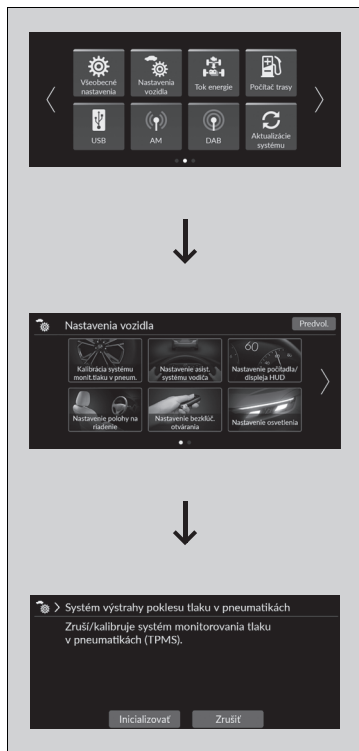 Všeobecné
nastavenia
Nastavenia
vozidla
Tok energie
Počítač trasy
USB
AM
DAB
Aktualizácie
systému
Nastavenia vozidla
Predvoľ.
Kalibrácia systému
monit.tlaku v pneum.
Nastavenie asist.
systému vodiča
60
Nastavenie počítadla/
displeja HUD
Nastavenie polohy na
riadenie
Nastavenie bezkľúč.
otvárania
Nastavenie osvetlenia
Systém výstrahy poklesu tlaku v pneumatikách
Zruší/kalibruje systém monitorovania tlaku
v pneumatikách (TPMS).
Inicializovať
Zrušiť